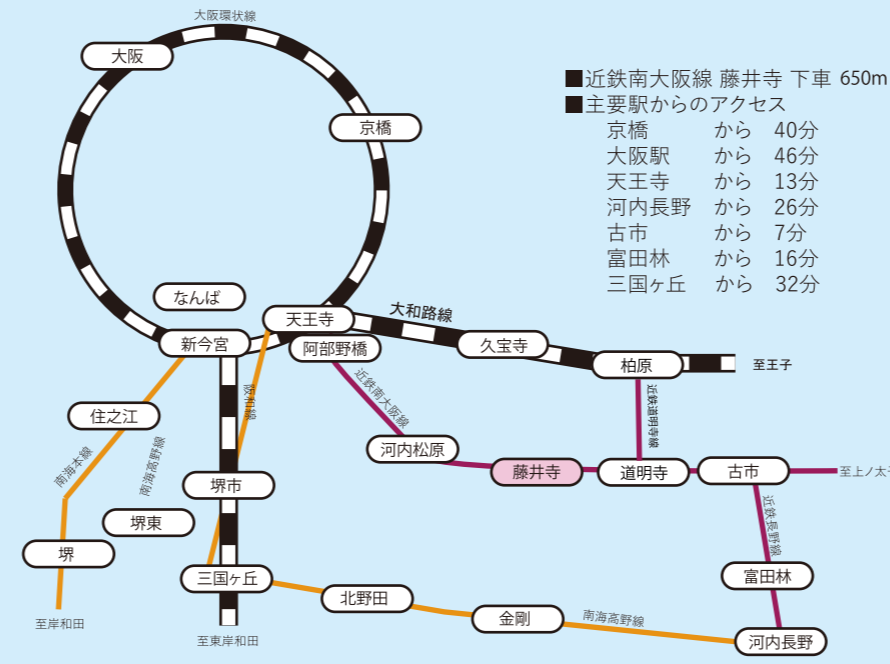 大阪環状線
大阪
京橋
■近鉄南大阪線 藤井寺 下車 650m
■主要駅からのアクセス
京橋 から 40分
大阪駅 から 46分
天王寺 から 13分
河内長野 から 26分
古市 から 7分
富田林 から 16分
三国ヶ丘 から 32分
なんば
天王寺
大和路線
新今宮
阿部野橋
久宝寺
柏原
至王子
阪和線
近鉄南大阪線
近鉄道明寺線
住之江
南海本線
南海高野線
河内松原
藤井寺
道明寺
古市
至上ノ太子
堺市
近鉄長野線
堺東
堺
三国ヶ丘
富田林
北野田
金剛
南海高野線
至岸和田
至東岸和田
河内長野